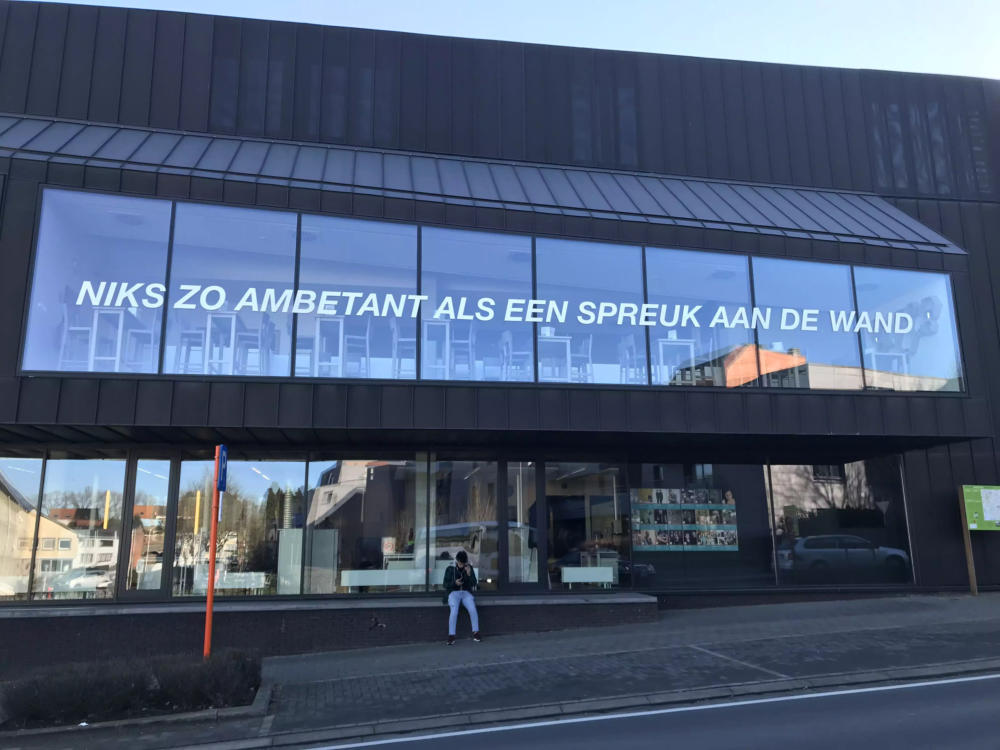 NIKS ZO AMBETANT ALS EEN SPREUK AAN DE WAND